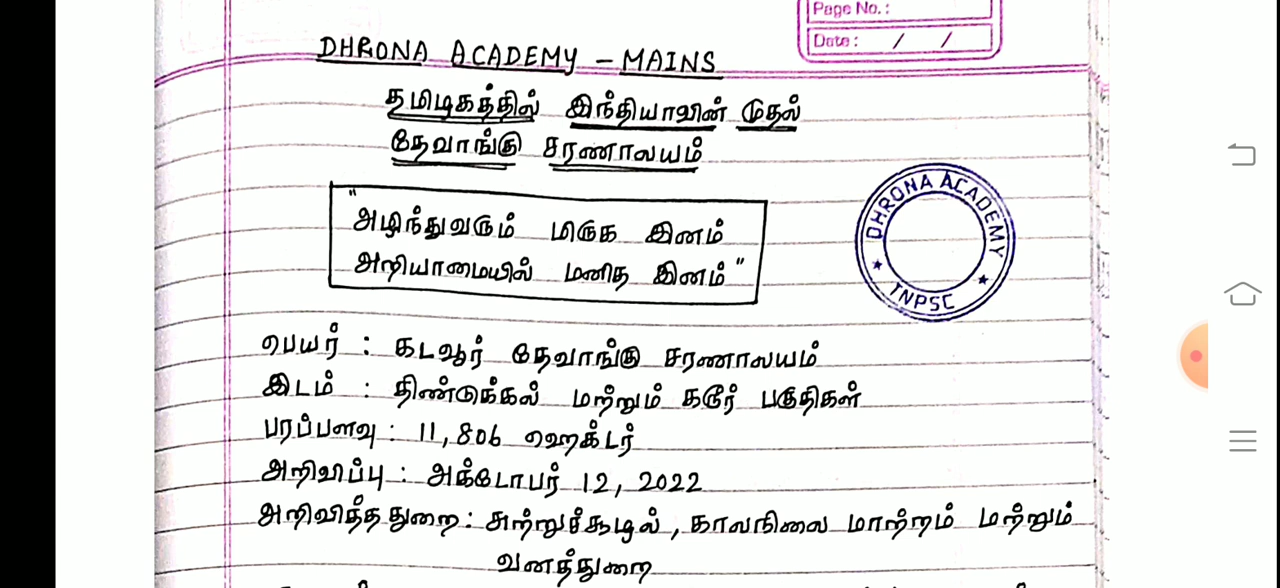 Page No.:
Date: / /
DHRONA ACADEMY - MAINS
தமிழகத்தில் இந்தியாவின் முதல்
தேவாங்கு சரணாலயம்
"அழிந்துவரும் மிருக இனம்
அறியாமையில் மனித இனம்"
DHRONA ACADEMY
★ TNPSC ★
பெயர் : கடவூர் தேவாங்கு சரணாலயம்
இடம் : திண்டுக்கல் மற்றும் கரூர் பகுதிகள்
பரப்பளவு : 11,806 ஹெக்டர்
அறிவிப்பு : அக்டோபர் 12, 2022
அறிவித்த துறை : சுற்றுச்சூழல், காலநிலை மாற்றம் மற்றும்
வனத்துறை